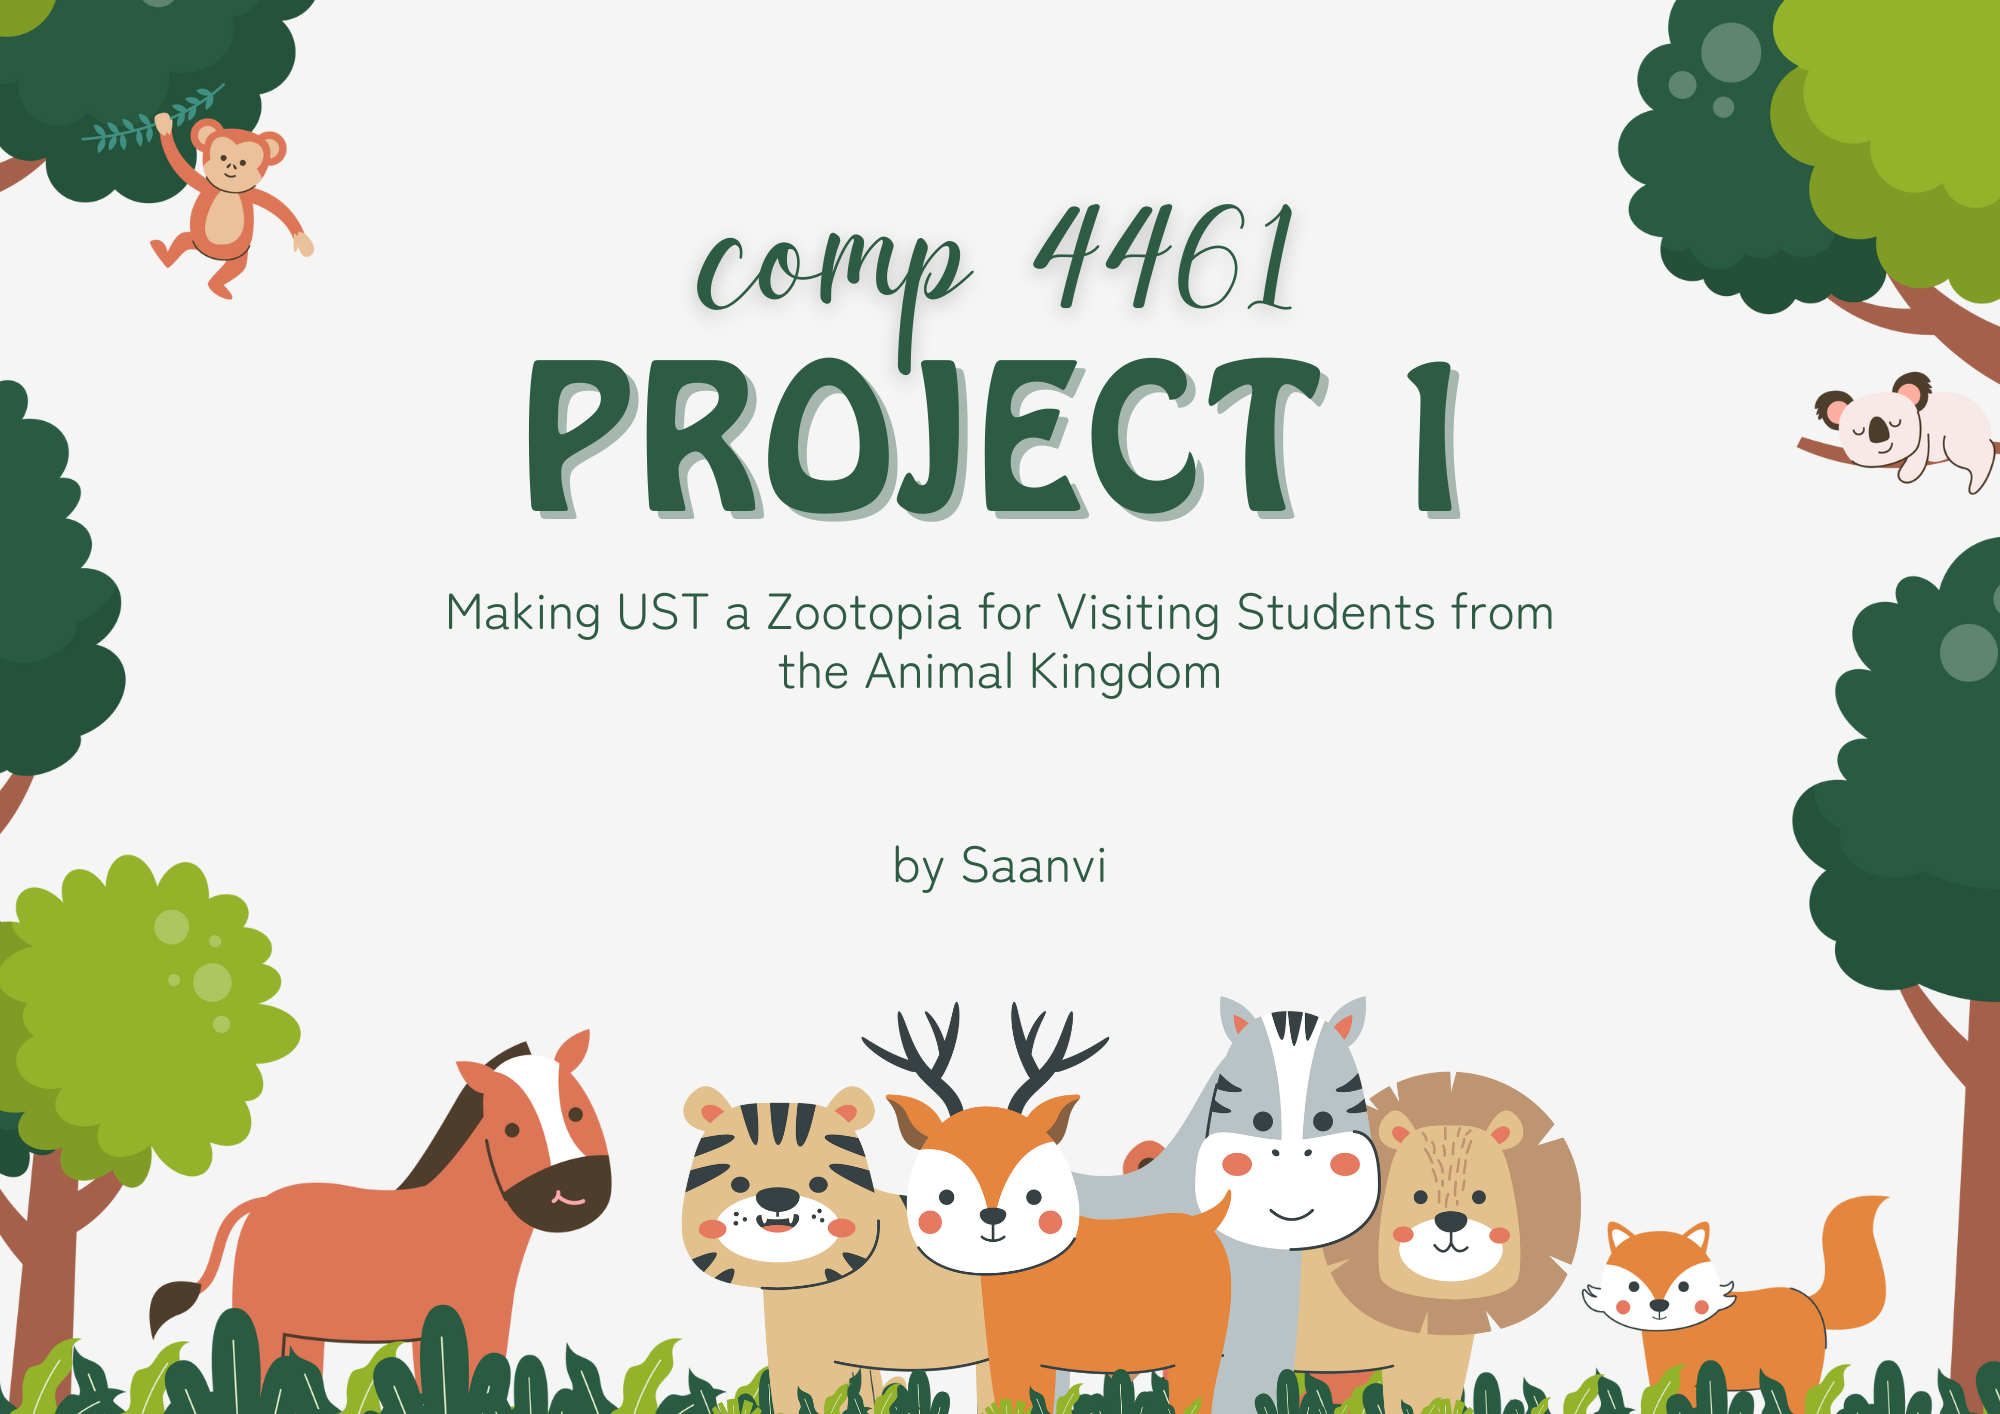 comp 4461
PROJECT 1
Making UST a Zootopia for Visiting Students from
the Animal Kingdom
by Saanvi